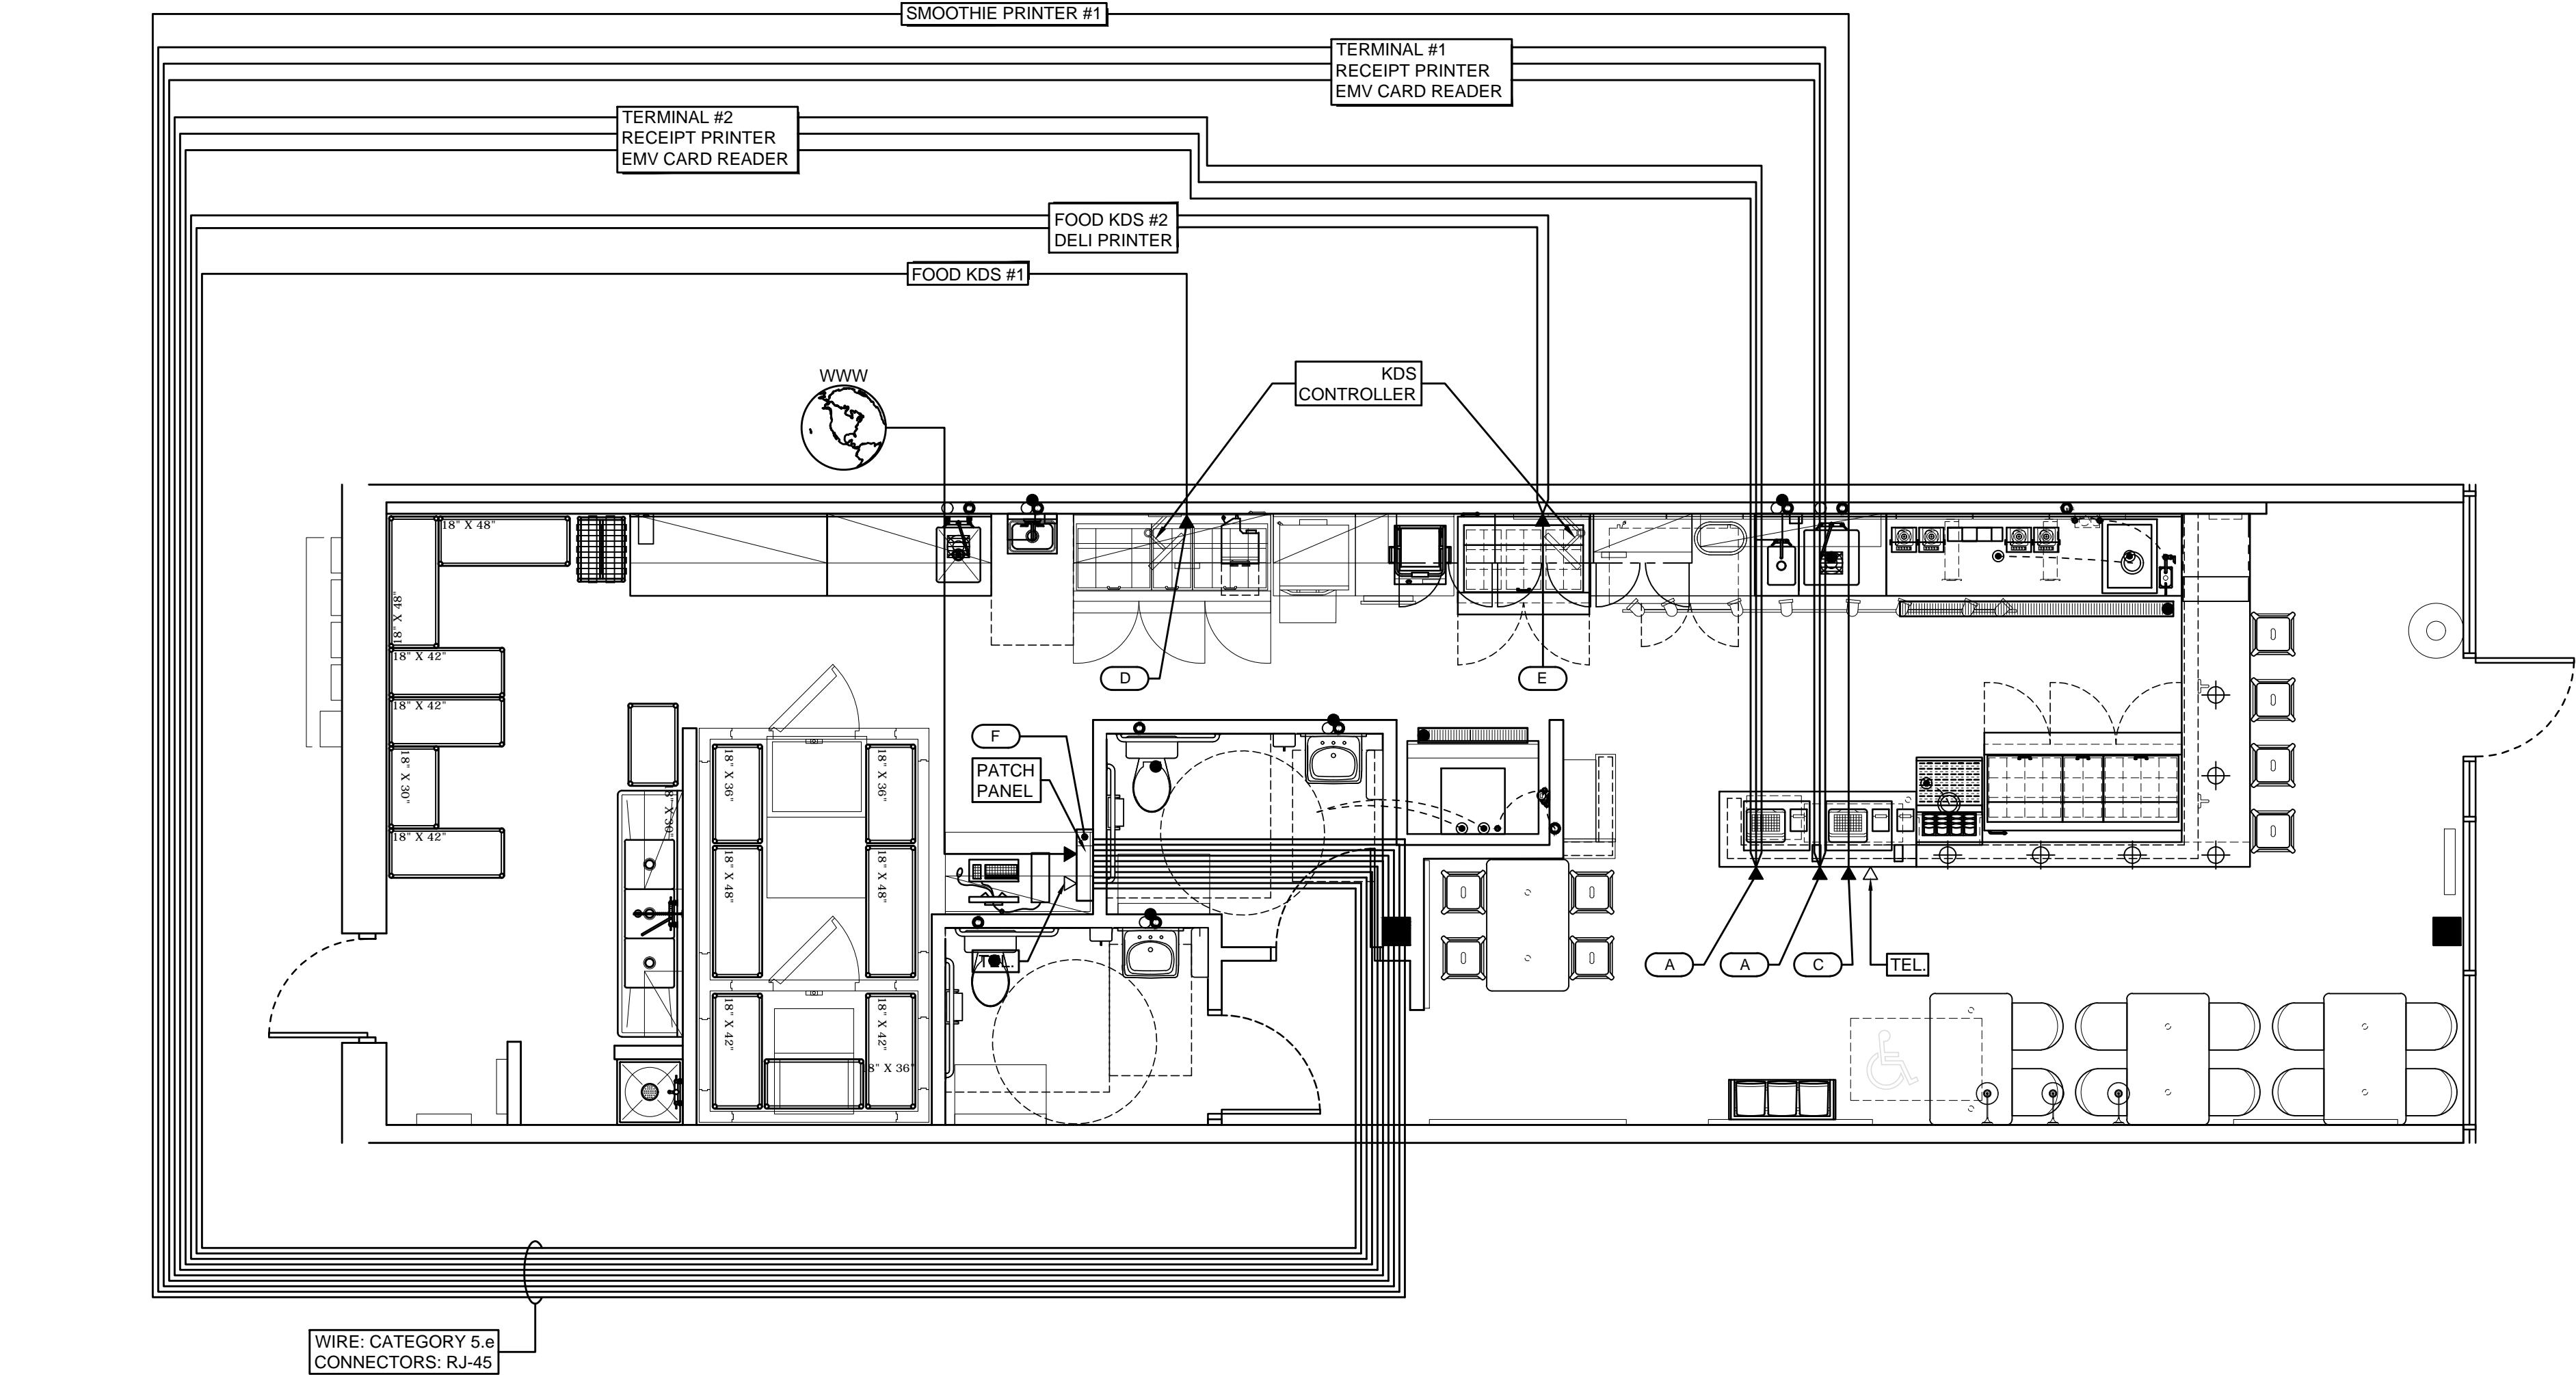 SMOOTHIE PRINTER #1
TERMINAL #1
RECEIPT PRINTER
EMV CARD READER
TERMINAL #2
RECEIPT PRINTER
EMV CARD READER
FOOD KDS #2
DELI PRINTER
FOOD KDS #1
WWW
KDS
CONTROLLER
18" X 48"
18" X 48"
18" X 42"
18" X 42"
18" X 30"
18" X 42"
18" X 30"
18" X 36"
18" X 36"
18" X 48"
18" X 48"
18" X 42"
18" X 42"
18" X 36"
D
E
F
PATCH
PANEL
TEL.
A
A
C
TEL.
WIRE: CATEGORY 5.e
CONNECTORS: RJ-45